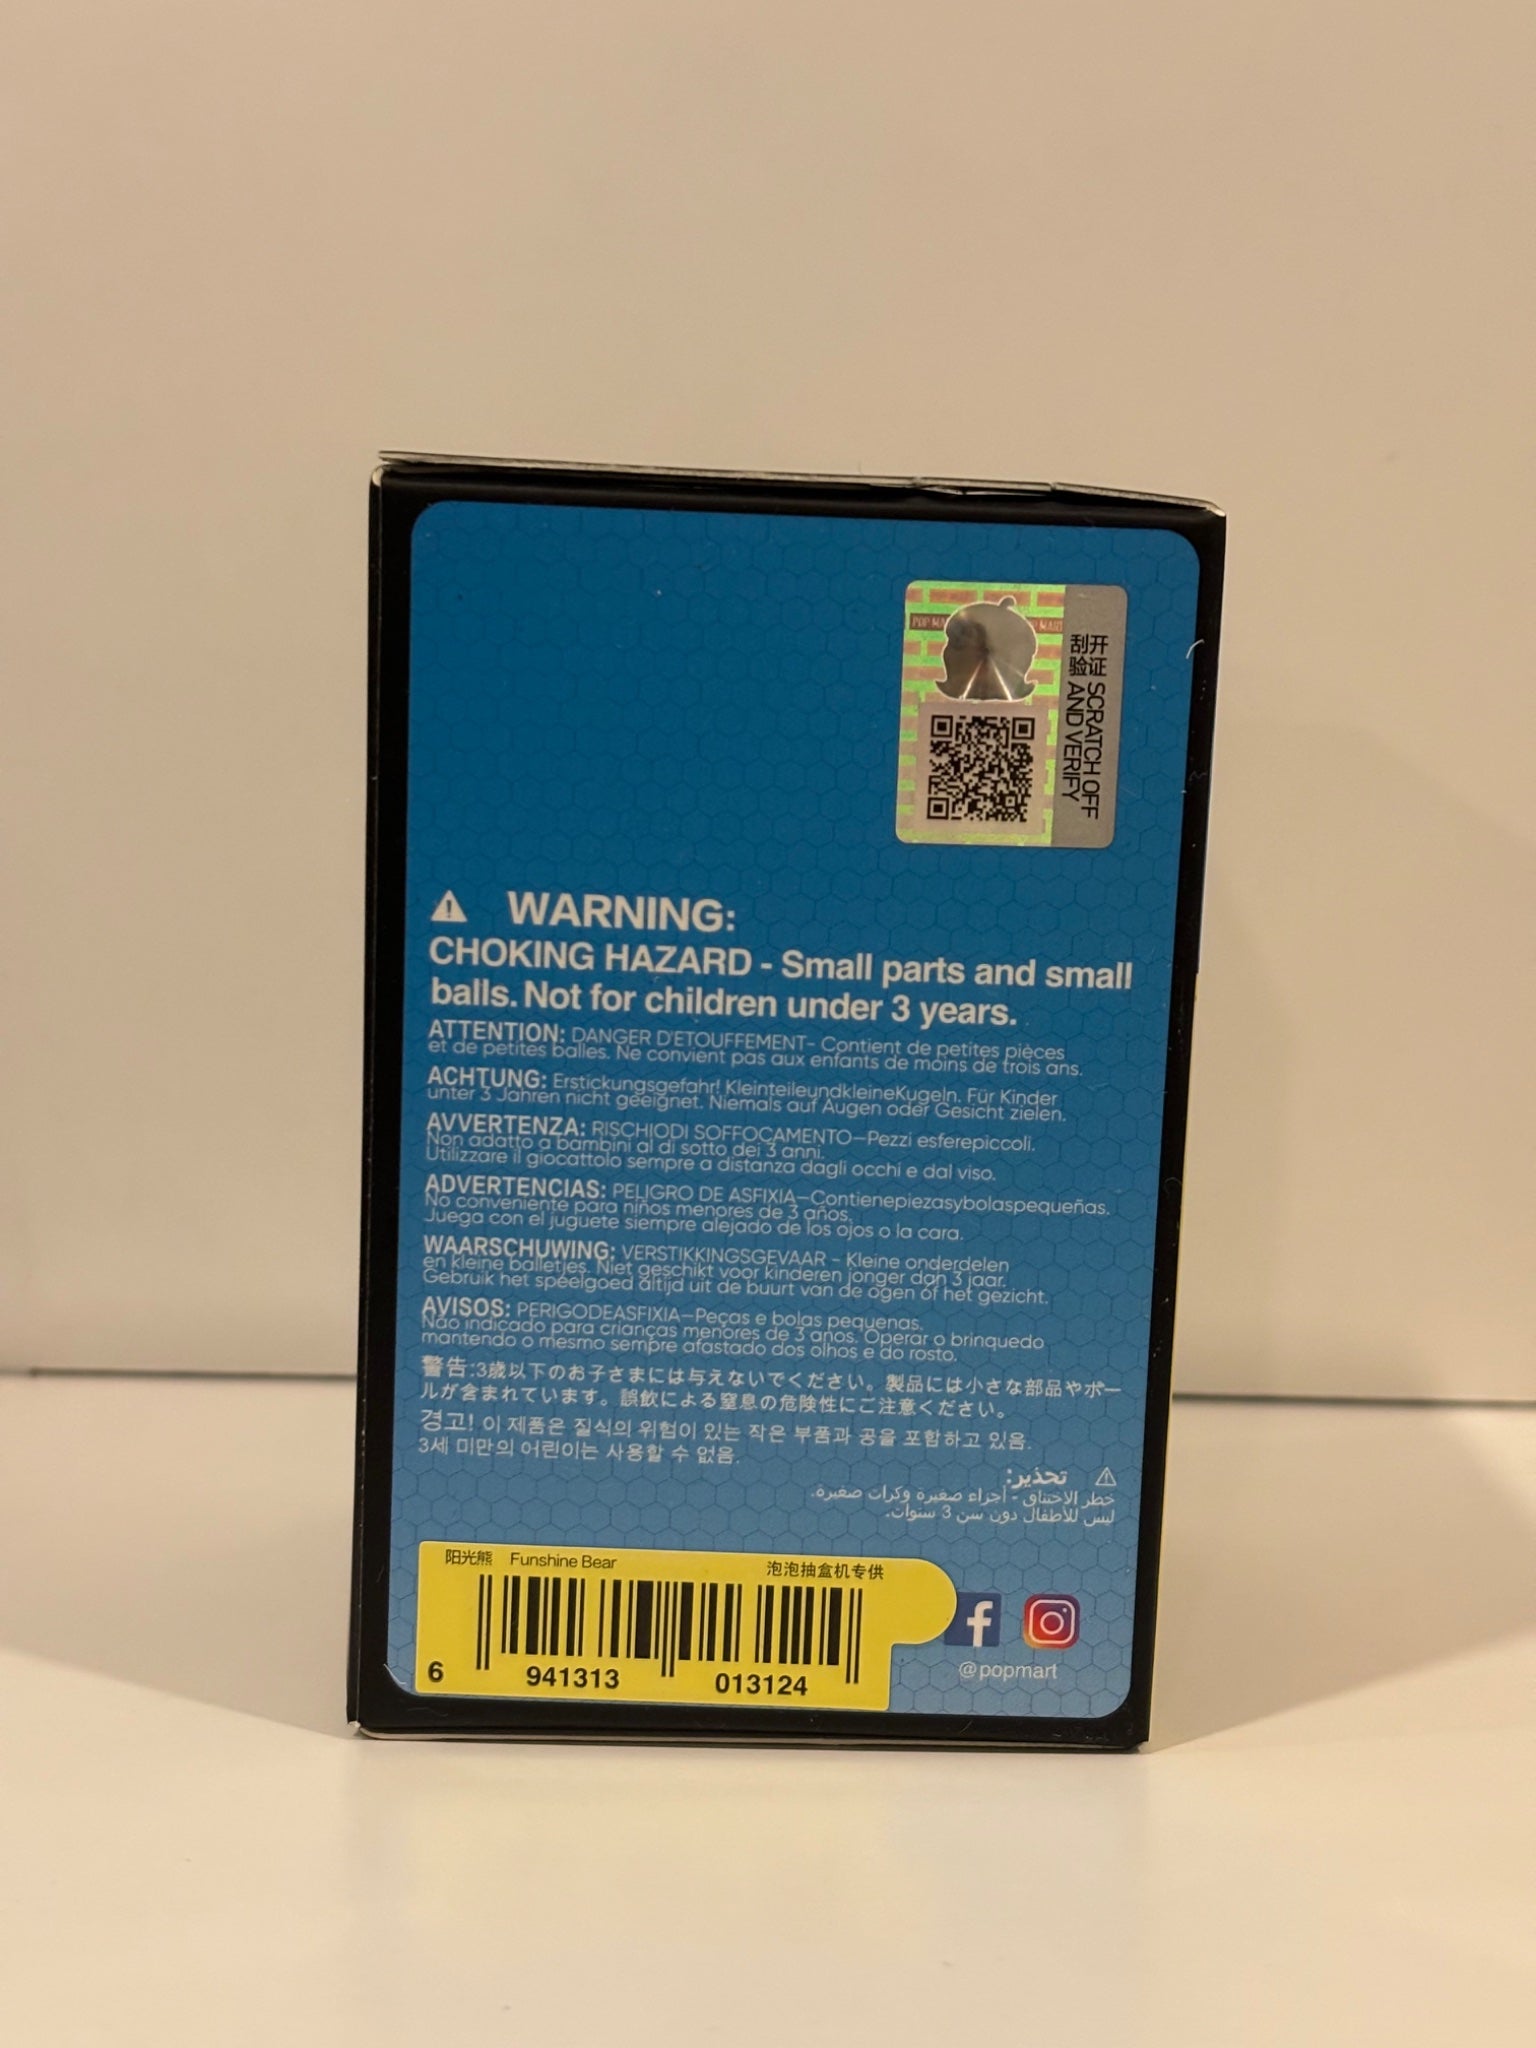 POP MART
开证 SCRATCH OFF
刮验 AND VERIFY
⚠ WARNING:
CHOKING HAZARD - Small parts and small
balls. Not for children under 3 years.
ATTENTION: DANGER D'ETOUFFEMENT- Contient de petites pièces
et de petites balles. Ne convient pas aux enfants de moins de trois ans.
ACHTUNG: Erstickungsgefahr! KleinteileundkleineKugeln. Für Kinder
unter 3 Jahren nicht geeignet. Niemals auf Augen oder Gesicht zielen.
AVVERTENZA: RISCHIODI SOFFOCAMENTO—Pezzi esferepiccoli.
Non adatto a bambini al di sotto dei 3 anni.
Utilizzare il giocattolo sempre a distanza dagli occhi e dal viso.
ADVERTENCIAS: PELIGRO DE ASFIXIA—Contienepiezasybolaspequeñas.
No conveniente para niños menores de 3 años.
Juega con el juguete siempre alejado de los ojos o la cara.
WAARSCHUWING: VERSTIKKINGSGEVAAR - Kleine onderdelen
en kleine balletjes. Niet geschikt voor kinderen jonger dan 3 jaar.
Gebruik het speelgoed altijd uit de buurt van de ogen of het gezicht.
AVISOS: PERIGODEASFIXIA—Peças e bolas pequenas.
Não indicado para crianças menores de 3 anos. Operar o brinquedo
mantendo o mesmo sempre afastado dos olhos e do rosto.
警告:3歳以下のお子さまには与えないでください。製品には小さな部品やボー
ルが含まれています。誤飲による窒息の危険性にご注意ください。
경고! 이 제품은 질식의 위험이 있는 작은 부품과 공을 포함하고 있음.
3세 미만의 어린이는 사용할 수 없음.
⚠ تحذير:
خطر الاختناق - أجزاء صغيرة وكرات صغيرة.
ليس للأطفال دون سن 3 سنوات.
阳光熊 Funshine Bear 泡泡抽盒机专供
6 941313 013124
@popmart